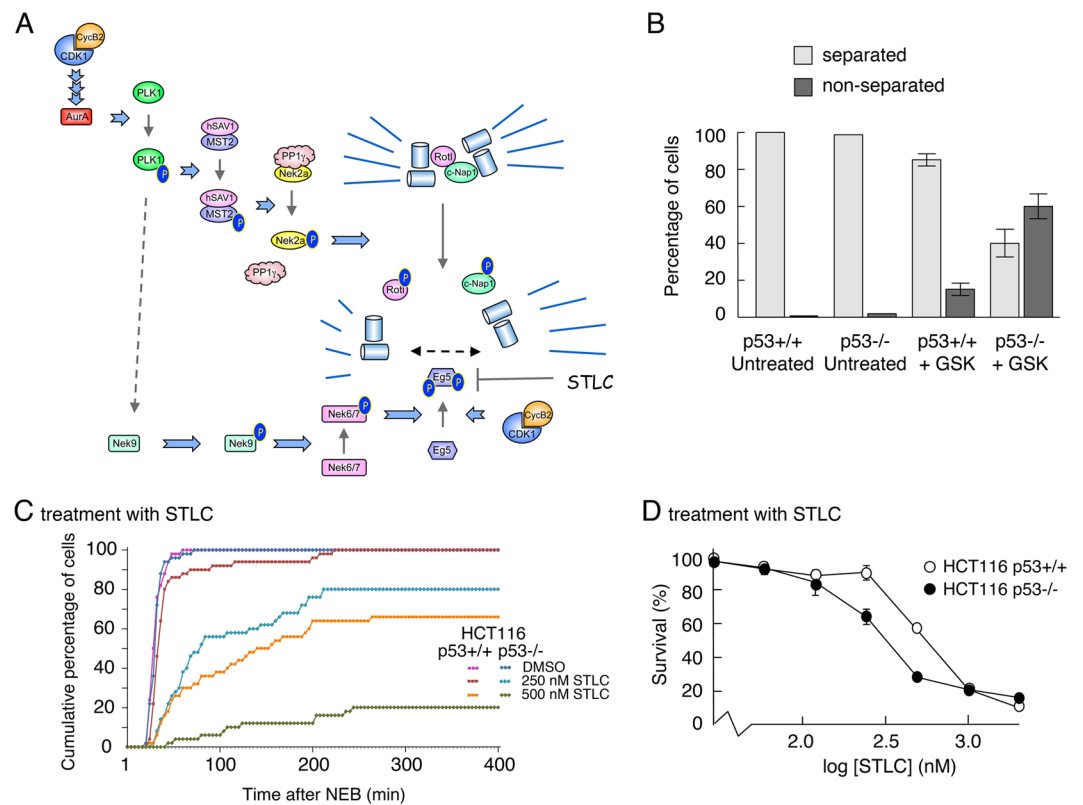 A
CycB2
CDK1
AurA
PLK1
PLK1
P
hSAV1
MST2
hSAV1
MST2
P
PP1γ
Nek2a
Nek2a
P
PP1γ
Rotl
c-Nap1
P
Rotl
P
c-Nap1
Eg5
P
P
STLC
Nek9
Nek9
P
Nek6/7
P
Nek6/7
Eg5
CycB2
CDK1
B
separated
non-separated
Percentage of cells
100
80
60
40
20
0
p53+/+ p53-/- p53+/+ p53-/-
Untreated Untreated + GSK + GSK
C treatment with STLC
Cumulative percentage of cells
100
80
60
40
20
0
1 100 200 300 400
Time after NEB (min)
HCT116
p53+/+ p53-/-
DMSO
250 nM STLC
500 nM STLC
D treatment with STLC
Survival (%)
100
80
60
40
20
0
2.0 2.5 3.0
log [STLC] (nM)
HCT116 p53+/+
HCT116 p53-/-